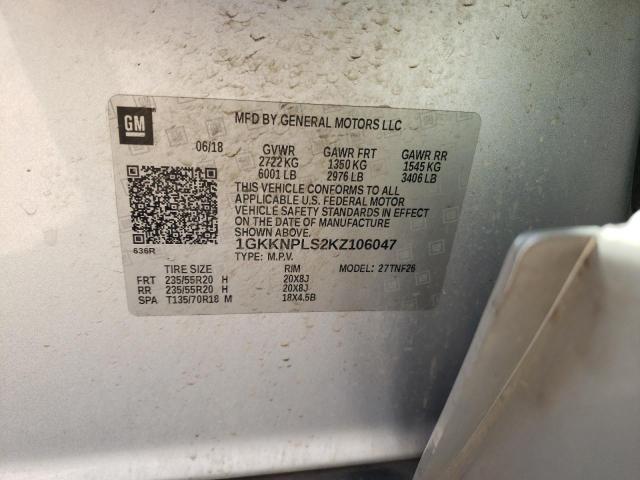 GM
MFD BY GENERAL MOTORS LLC
06/18 GVWR GAWR FRT GAWR RR
2722 KG 1350 KG 1545 KG
6001 LB 2976 LB 3406 LB
THIS VEHICLE CONFORMS TO ALL
APPLICABLE U.S. FEDERAL MOTOR
VEHICLE SAFETY STANDARDS IN EFFECT
ON THE DATE OF MANUFACTURE
SHOWN ABOVE.
636R 1GKKNPLS2KZ106047
TYPE: M.P.V.
TIRE SIZE RIM MODEL: 27TNF26
FRT 235/55R20 H 20X8J
RR 235/55R20 H 20X8J
SPA T135/70R18 M 18X4.5B